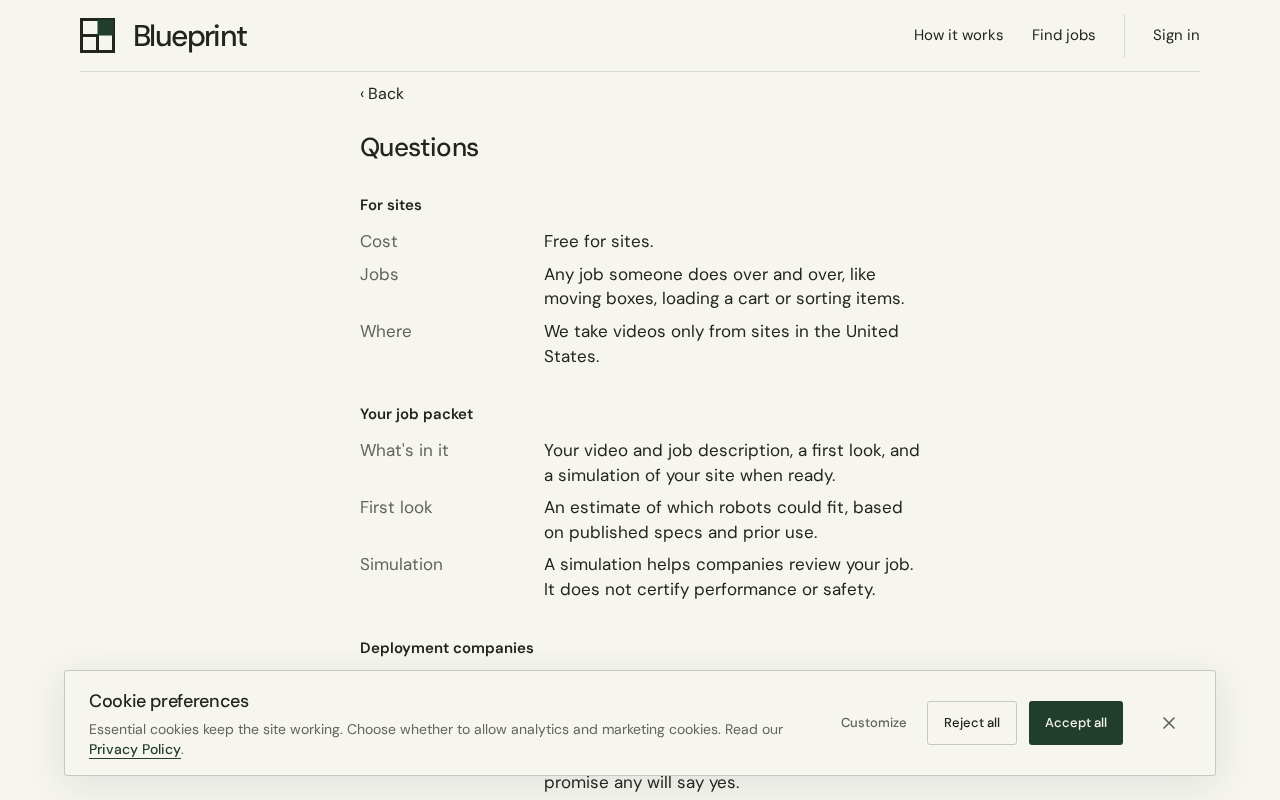 Blueprint
How it works
Find jobs
Sign in
‹ Back
Questions
For sites
Cost
Free for sites.
Jobs
Any job someone does over and over, like
moving boxes, loading a cart or sorting items.
Where
We take videos only from sites in the United
States.
Your job packet
What's in it
Your video and job description, a first look, and
a simulation of your site when ready.
First look
An estimate of which robots could fit, based
on published specs and prior use.
Simulation
A simulation helps companies review your job.
It does not certify performance or safety.
Deployment companies
Cookie preferences
Essential cookies keep the site working. Choose whether to allow analytics and marketing cookies. Read our
Privacy Policy.
Customize
Reject all
Accept all
promise any will say yes.